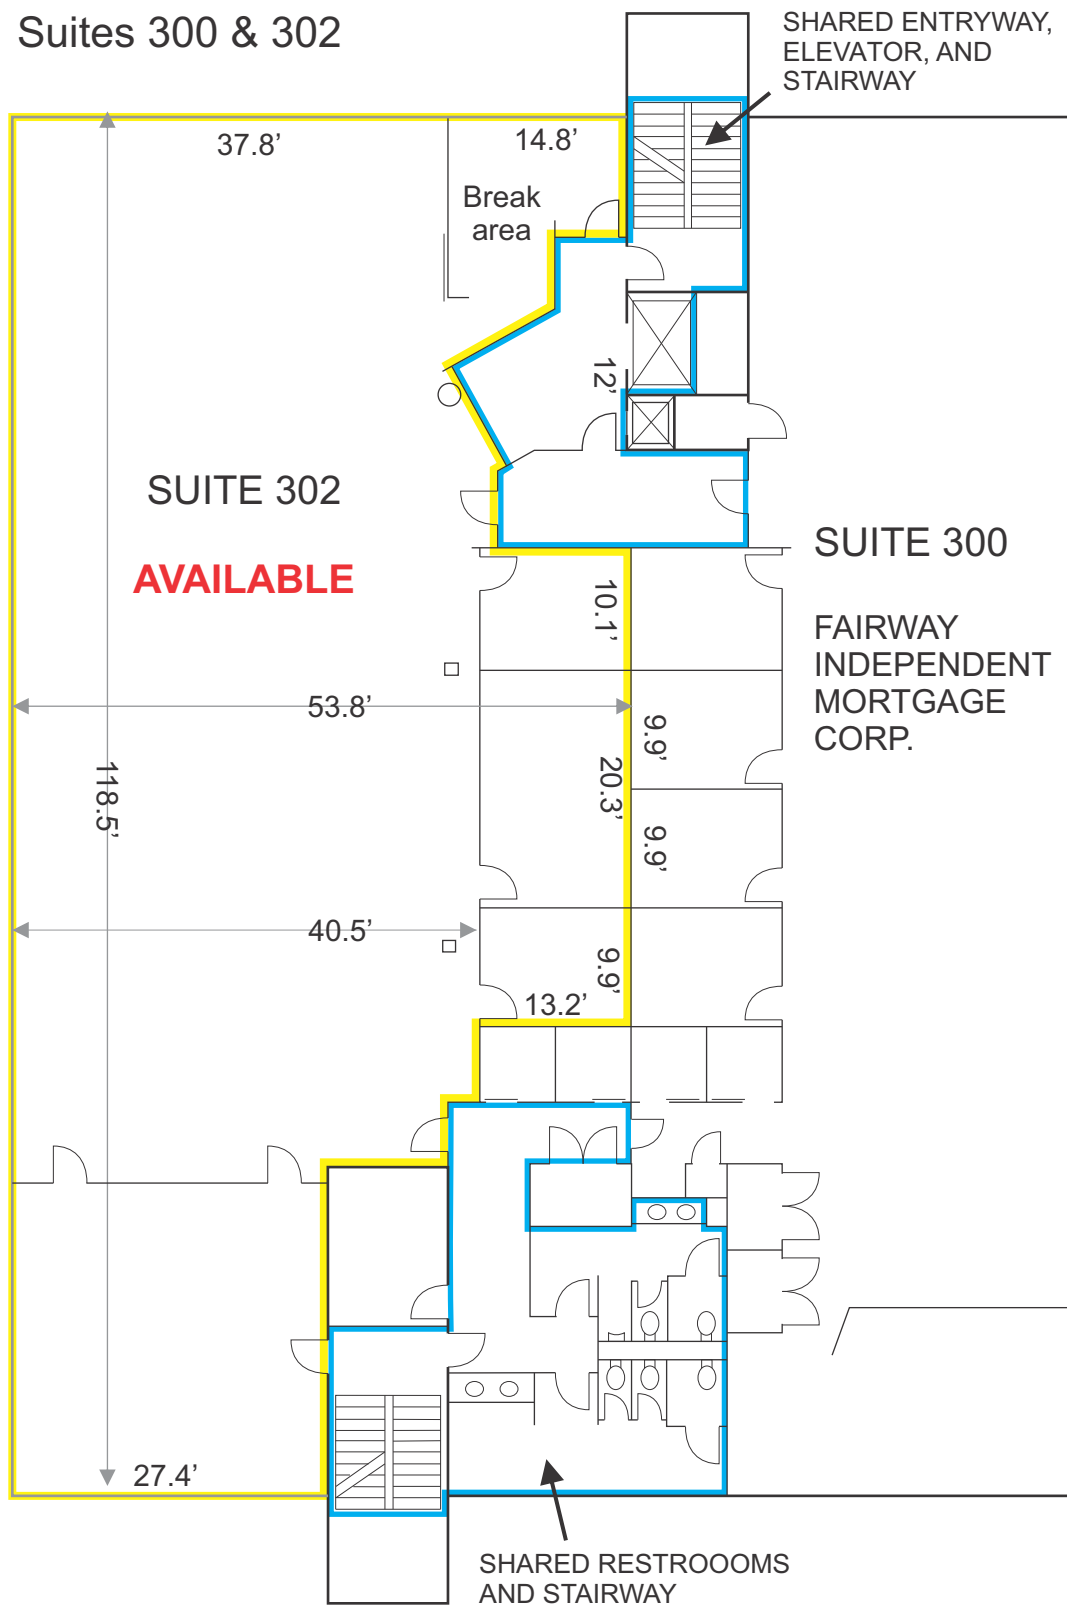 Suites 300 & 302
SHARED ENTRYWAY,
ELEVATOR, AND
STAIRWAY
37.8’
14.8’
Break
area
12’
SUITE 302
AVAILABLE
SUITE 300
FAIRWAY
INDEPENDENT
MORTGAGE
CORP.
10.1’
53.8’
9.9’
20.3’
118.5’
9.9’
40.5’
9.9’
13.2’
27.4’
SHARED RESTROOOMS
AND STAIRWAY